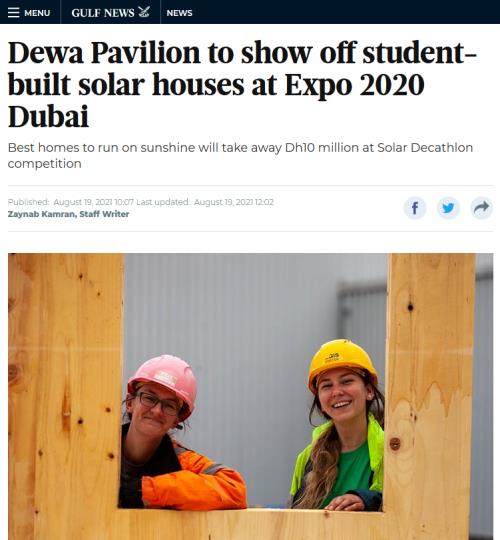 MENU GULF NEWS NEWS
Dewa Pavilion to show off student-
built solar houses at Expo 2020
Dubai
Best homes to run on sunshine will take away Dh10 million at Solar Decathlon
competition
Published: August 19, 2021 10:07 Last updated: August 19, 2021 12:02
Zaynab Kamran, Staff Writer